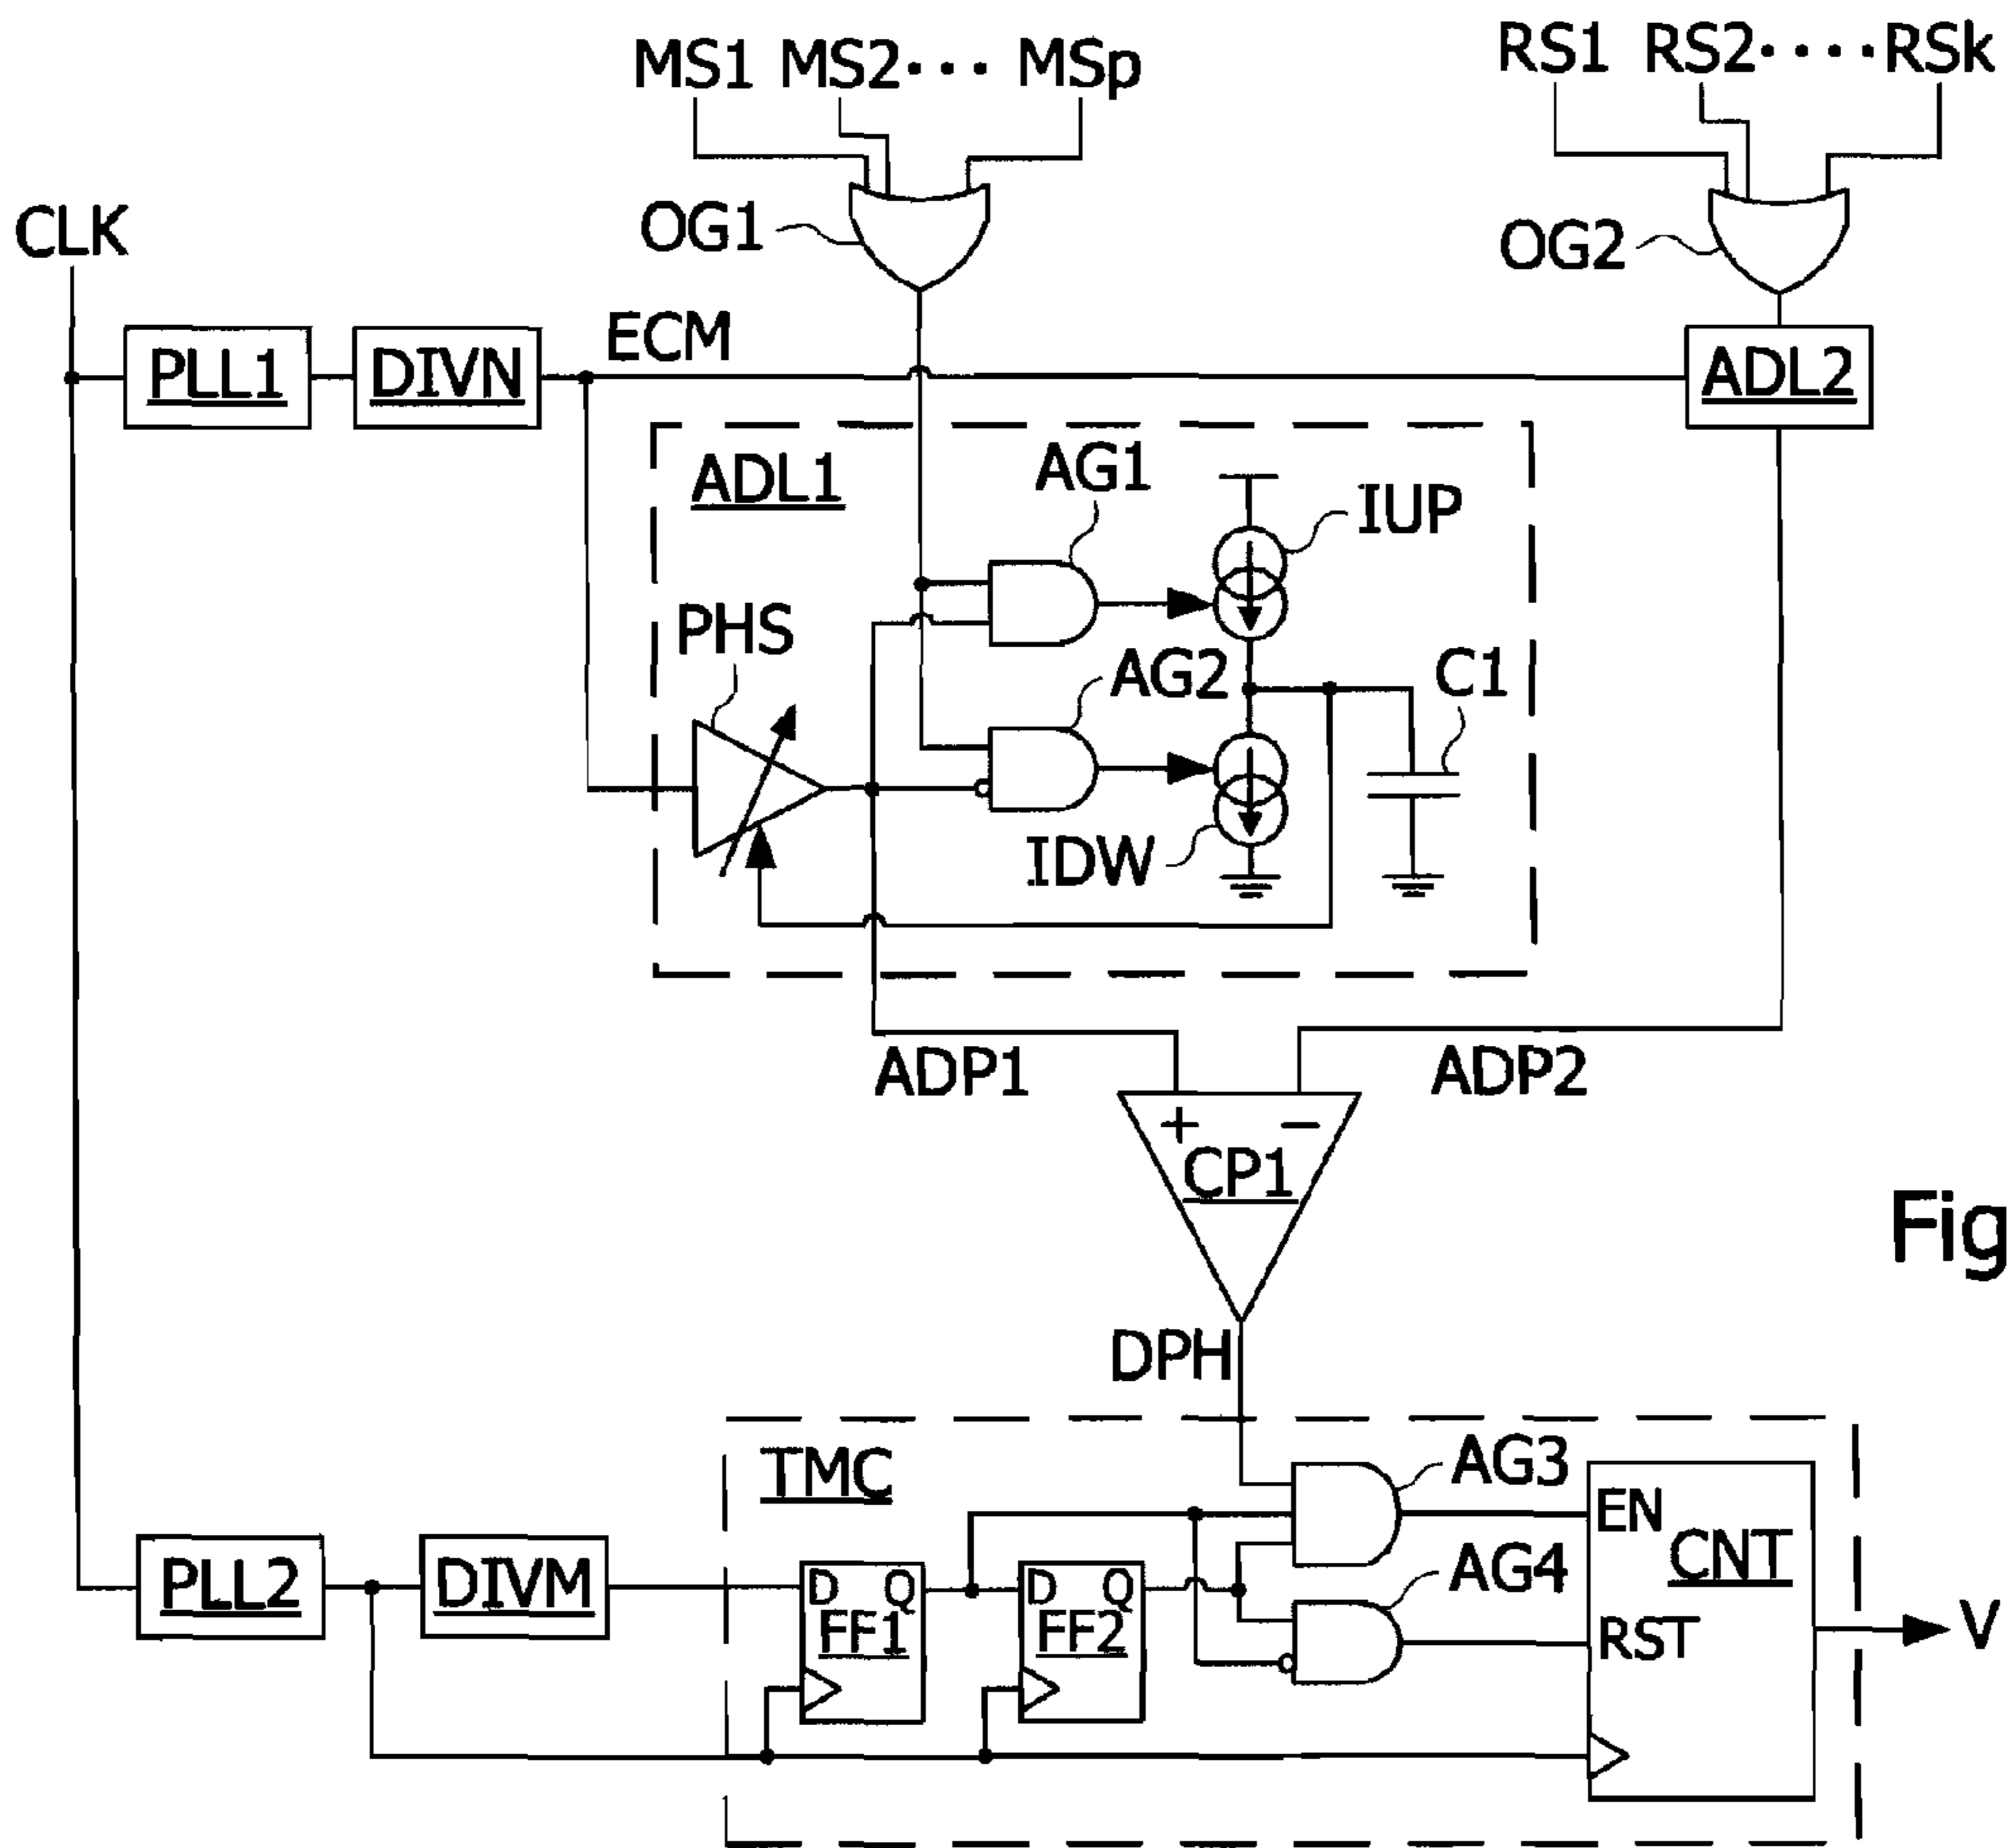 MS1 MS2 ··· MSp
RS1 RS2 ···· RSk
CLK
OG1
OG2
ECM
PLL1
DIVN
ADL2
ADL1
AG1
IUP
PHS
AG2
C1
IDW
ADP1
ADP2
+ −
CP1
Fig
DPH
TMC
AG3
EN
CNT
PLL2
DIVM
D Q
FF1
D Q
FF2
AG4
RST
V